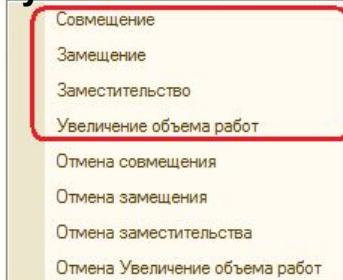 Совмещение
Замещение
Заместительство
Увеличение объема работ
Отмена совмещения
Отмена замещения
Отмена заместительства
Отмена Увеличение объема работ